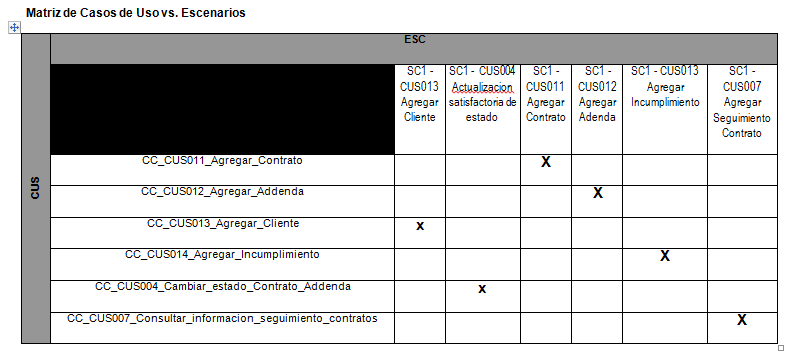 Matriz de Casos de Uso vs. Escenarios
ESC
SC1 -
CUS013
Agregar
Cliente
SC1 - CUS004
Actualizacion
satisfactoria de
estado
SC1 -
CUS011
Agregar
Contrato
SC1 -
CUS012
Agregar
Adenda
SC1 - CUS013
Agregar
Incumplimiento
SC1 -
CUS007
Agregar
Seguimiento
Contrato
CUS
CC_CUS011_Agregar_Contrato X
CC_CUS012_Agregar_Addenda X
CC_CUS013_Agregar_Cliente x
CC_CUS014_Agregar_Incumplimiento X
CC_CUS004_Cambiar_estado_Contrato_Addenda x
CC_CUS007_Consultar_informacion_seguimiento_contratos X